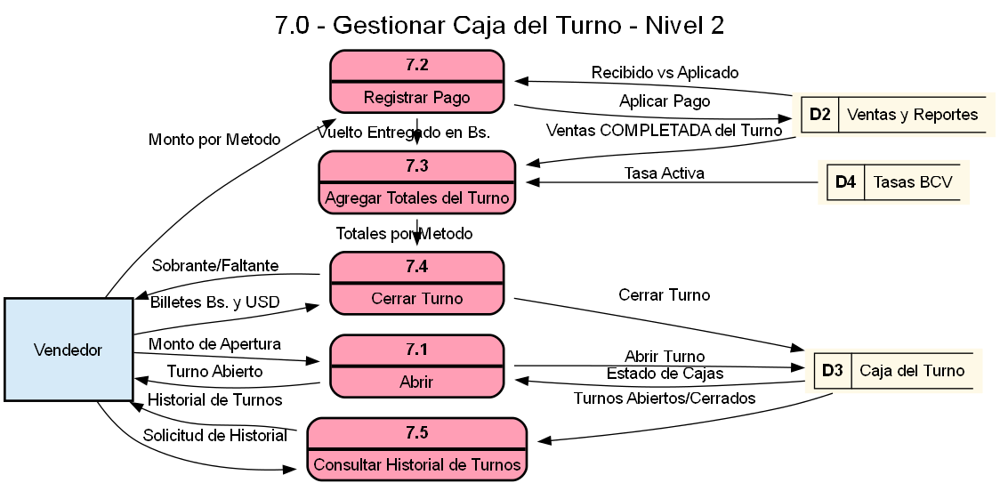 7.0 - Gestionar Caja del Turno - Nivel 2
7.2
Registrar Pago
Recibido vs Aplicado
Aplicar Pago
D2
Ventas y Reportes
Monto por Metodo
Vuelto Entregado en Bs.
Ventas COMPLETADA del Turno
7.3
Agregar Totales del Turno
Tasa Activa
D4
Tasas BCV
Totales por Metodo
7.4
Cerrar Turno
Sobrante/Faltante
Billetes Bs. y USD
Cerrar Turno
Vendedor
Monto de Apertura
Turno Abierto
7.1
Abrir
Abrir Turno
Estado de Cajas
D3
Caja del Turno
Historial de Turnos
Solicitud de Historial
Turnos Abiertos/Cerrados
7.5
Consultar Historial de Turnos